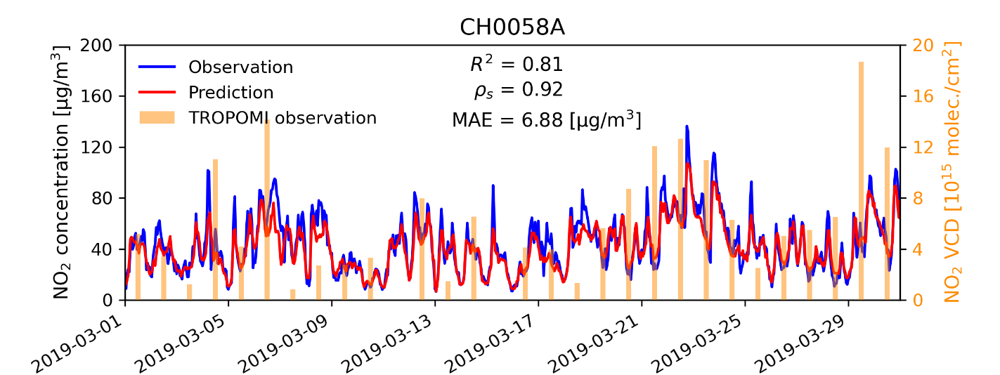 CH0058A
NO₂ concentration [µg/m³]
200
160
120
80
40
0
Observation
Prediction
TROPOMI observation
R² = 0.81
ρₛ = 0.92
MAE = 6.88 [µg/m³]
20
16
12
8
4
0
NO₂ VCD [10¹⁵ molec./cm²]
2019-03-01
2019-03-05
2019-03-09
2019-03-13
2019-03-17
2019-03-21
2019-03-25
2019-03-29